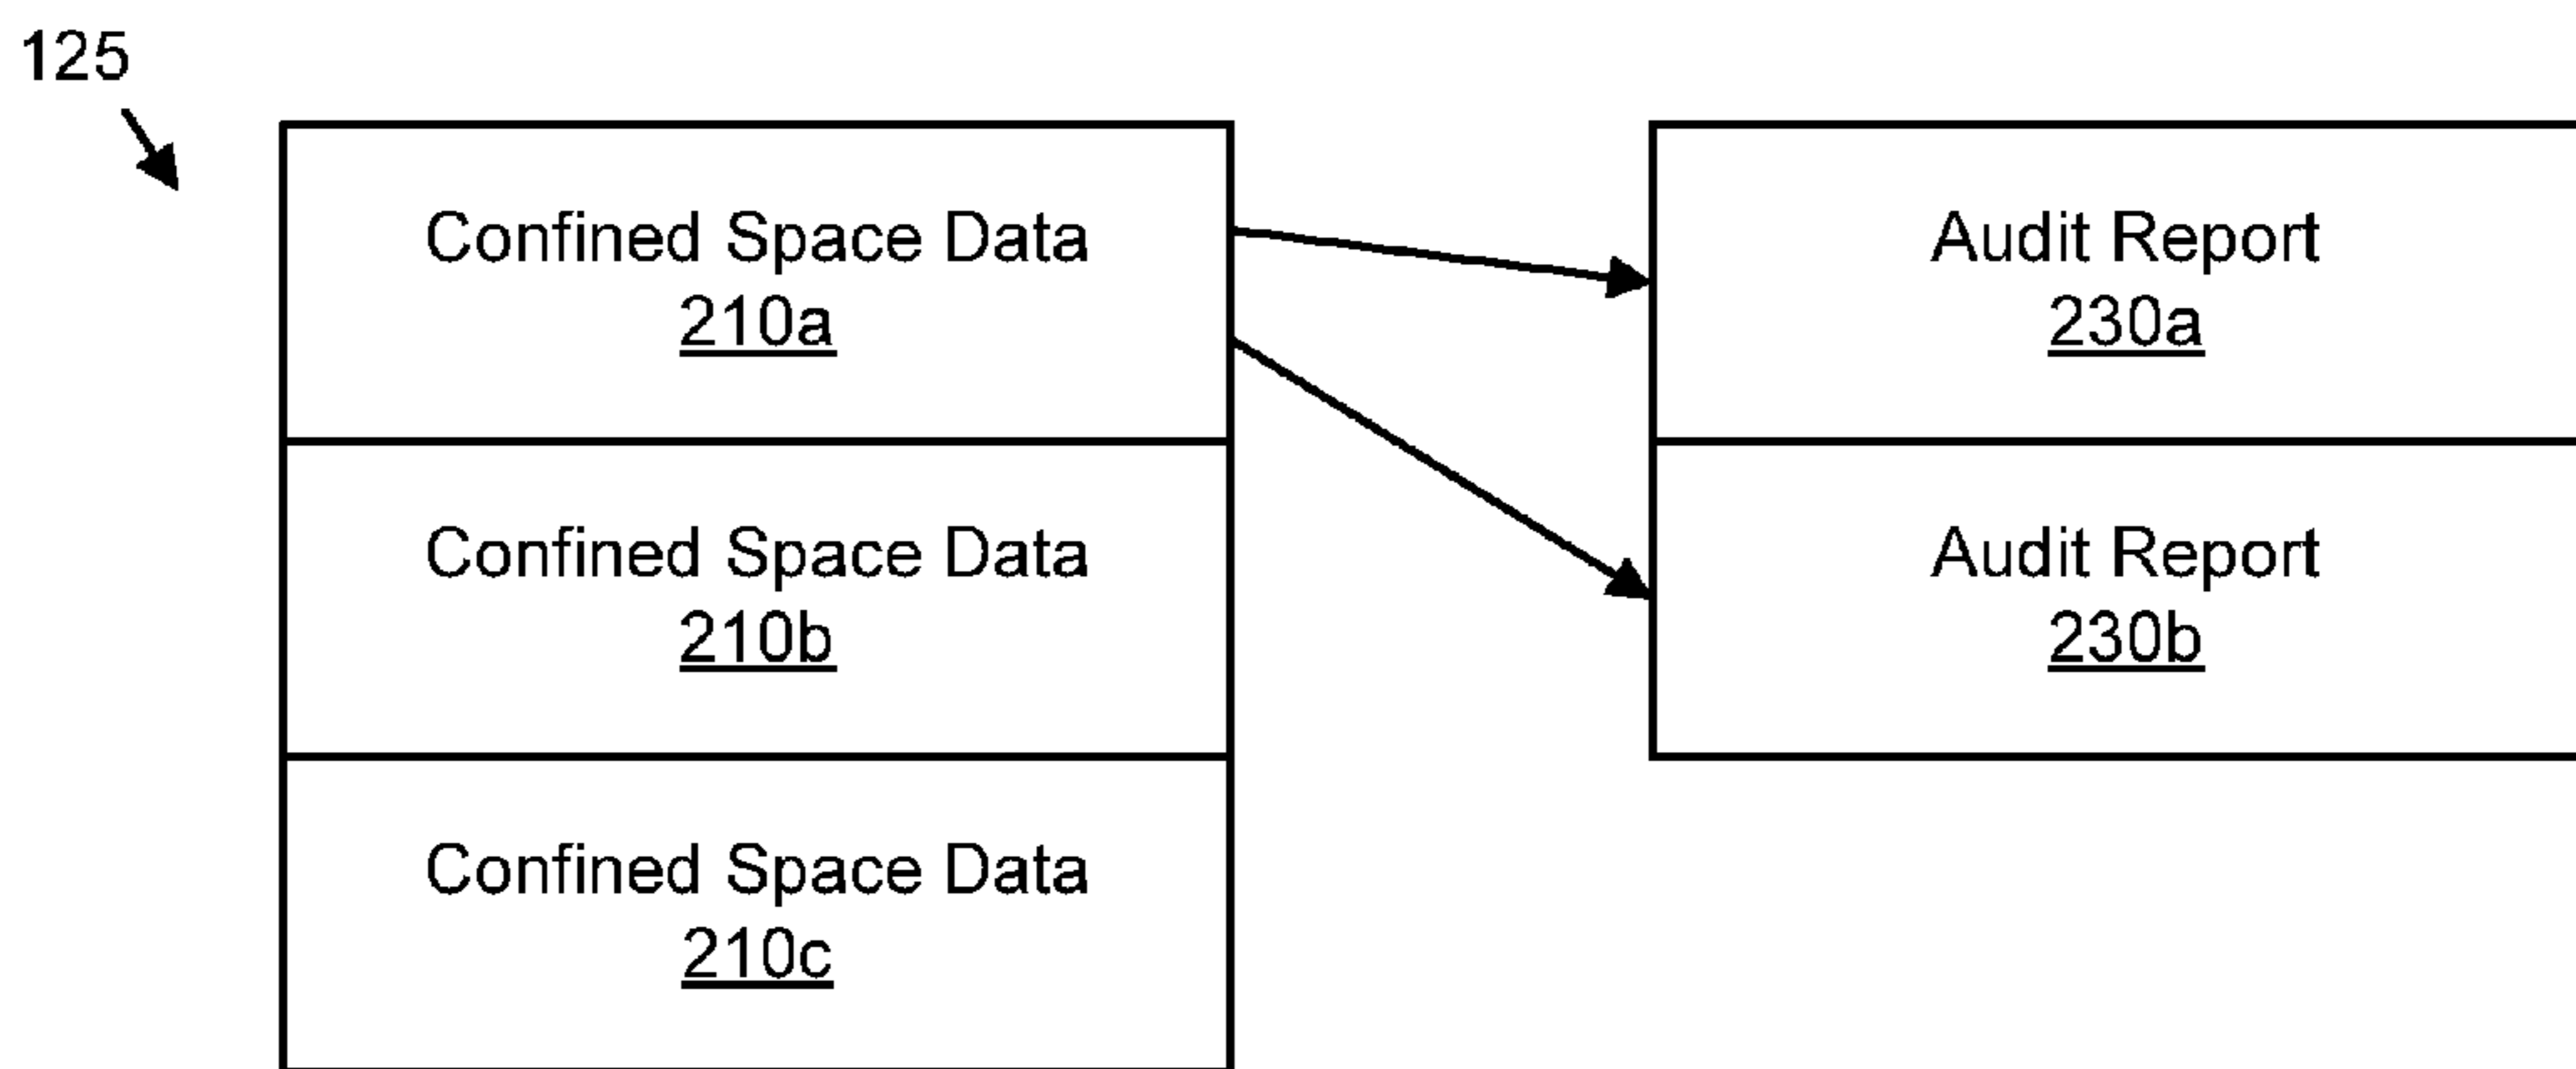 125
Confined Space Data
210a
Confined Space Data
210b
Confined Space Data
210c
Audit Report
230a
Audit Report
230b